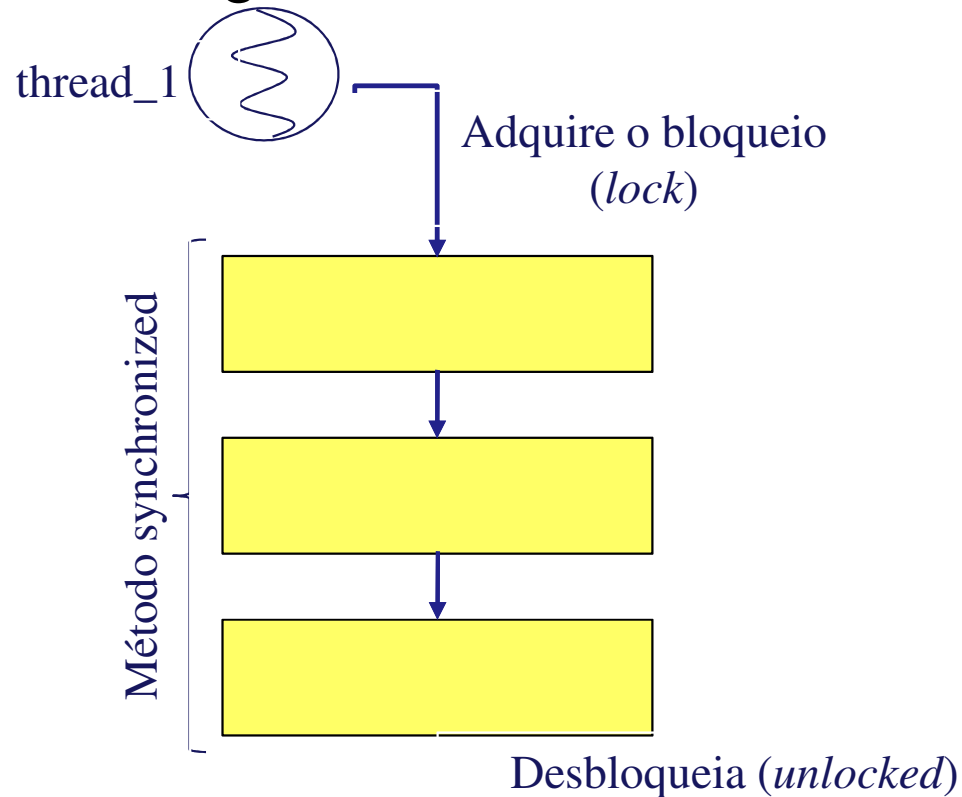 thread_1
Adquire o bloqueio
(lock)
Método synchronized
Desbloqueia (unlocked)